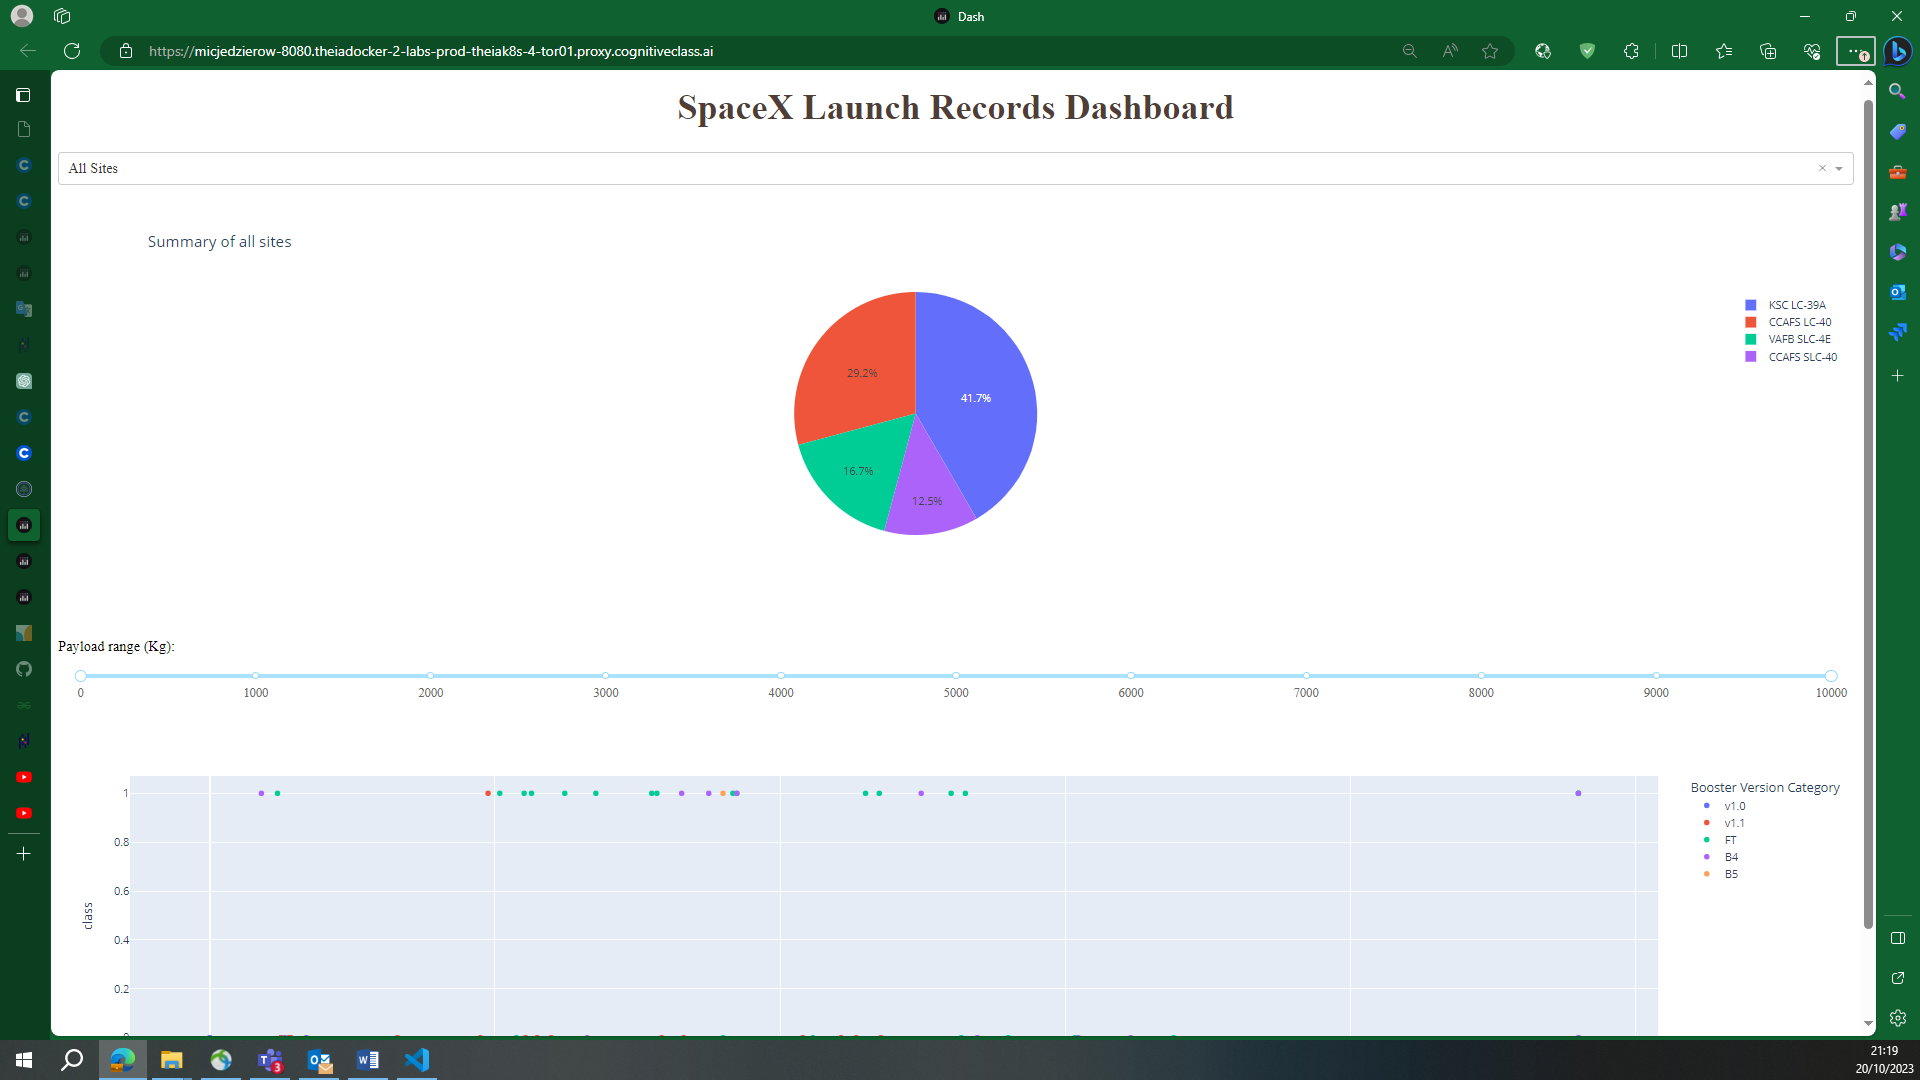 Dash
https://micjedzierow-8080.theiadocker-2-labs-prod-theiak8s-4-tor01.proxy.cognitiveclass.ai
SpaceX Launch Records Dashboard
All Sites
Summary of all sites
KSC LC-39A
CCAFS LC-40
VAFB SLC-4E
CCAFS SLC-40
29.2%
41.7%
16.7%
12.5%
Payload range (Kg):
0 1000 2000 3000 4000 5000 6000 7000 8000 9000 10000
1
0.8
0.6
0.4
0.2
0
class
Booster Version Category
v1.0
v1.1
FT
B4
B5
3
1
21:19
20/10/2023